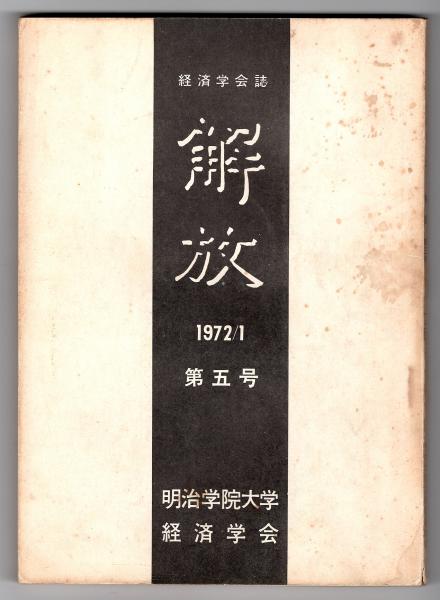 経済学会誌
解放
1972/1
第五号
明治学院大学
経済学会